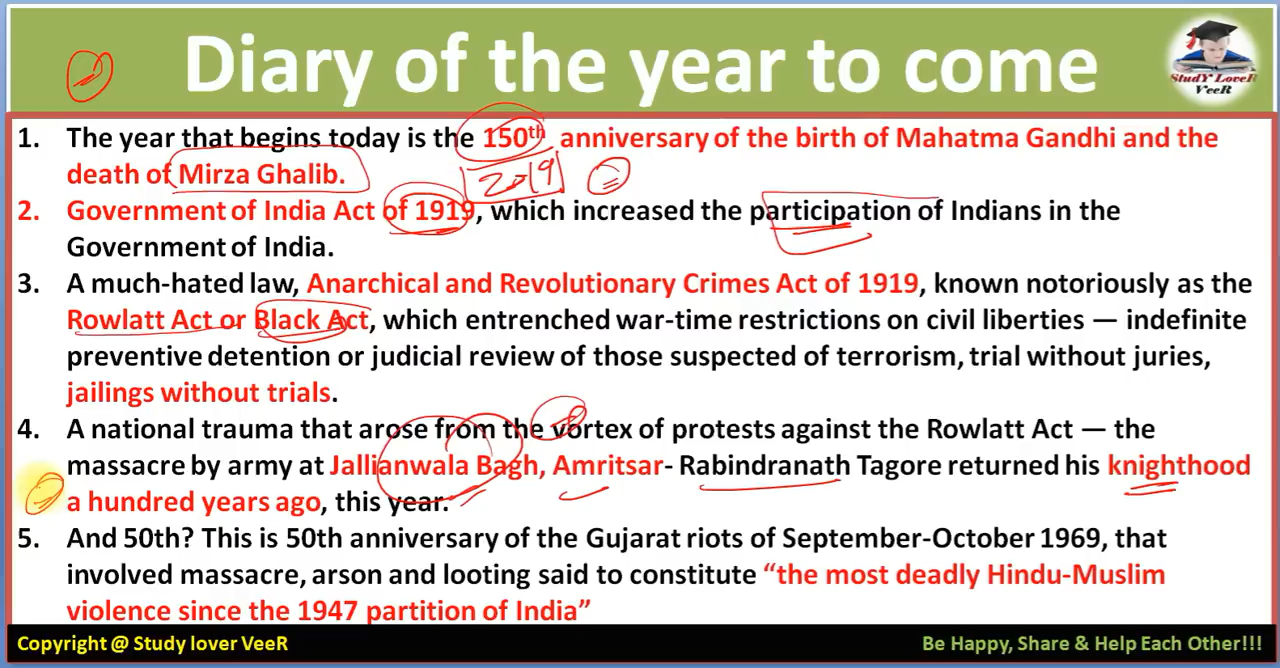 Diary of the year to come
StudY LoveR
VeeR
1. The year that begins today is the 150th anniversary of the birth of Mahatma Gandhi and the
death of Mirza Ghalib.
2019
2. Government of India Act of 1919, which increased the participation of Indians in the
Government of India.
3. A much-hated law, Anarchical and Revolutionary Crimes Act of 1919, known notoriously as the
Rowlatt Act or Black Act, which entrenched war-time restrictions on civil liberties — indefinite
preventive detention or judicial review of those suspected of terrorism, trial without juries,
jailings without trials.
4. A national trauma that arose from the vortex of protests against the Rowlatt Act — the
massacre by army at Jallianwala Bagh, Amritsar- Rabindranath Tagore returned his knighthood
a hundred years ago, this year.
5. And 50th? This is 50th anniversary of the Gujarat riots of September-October 1969, that
involved massacre, arson and looting said to constitute “the most deadly Hindu-Muslim
violence since the 1947 partition of India”
Copyright @ Study lover VeeR
Be Happy, Share & Help Each Other!!!